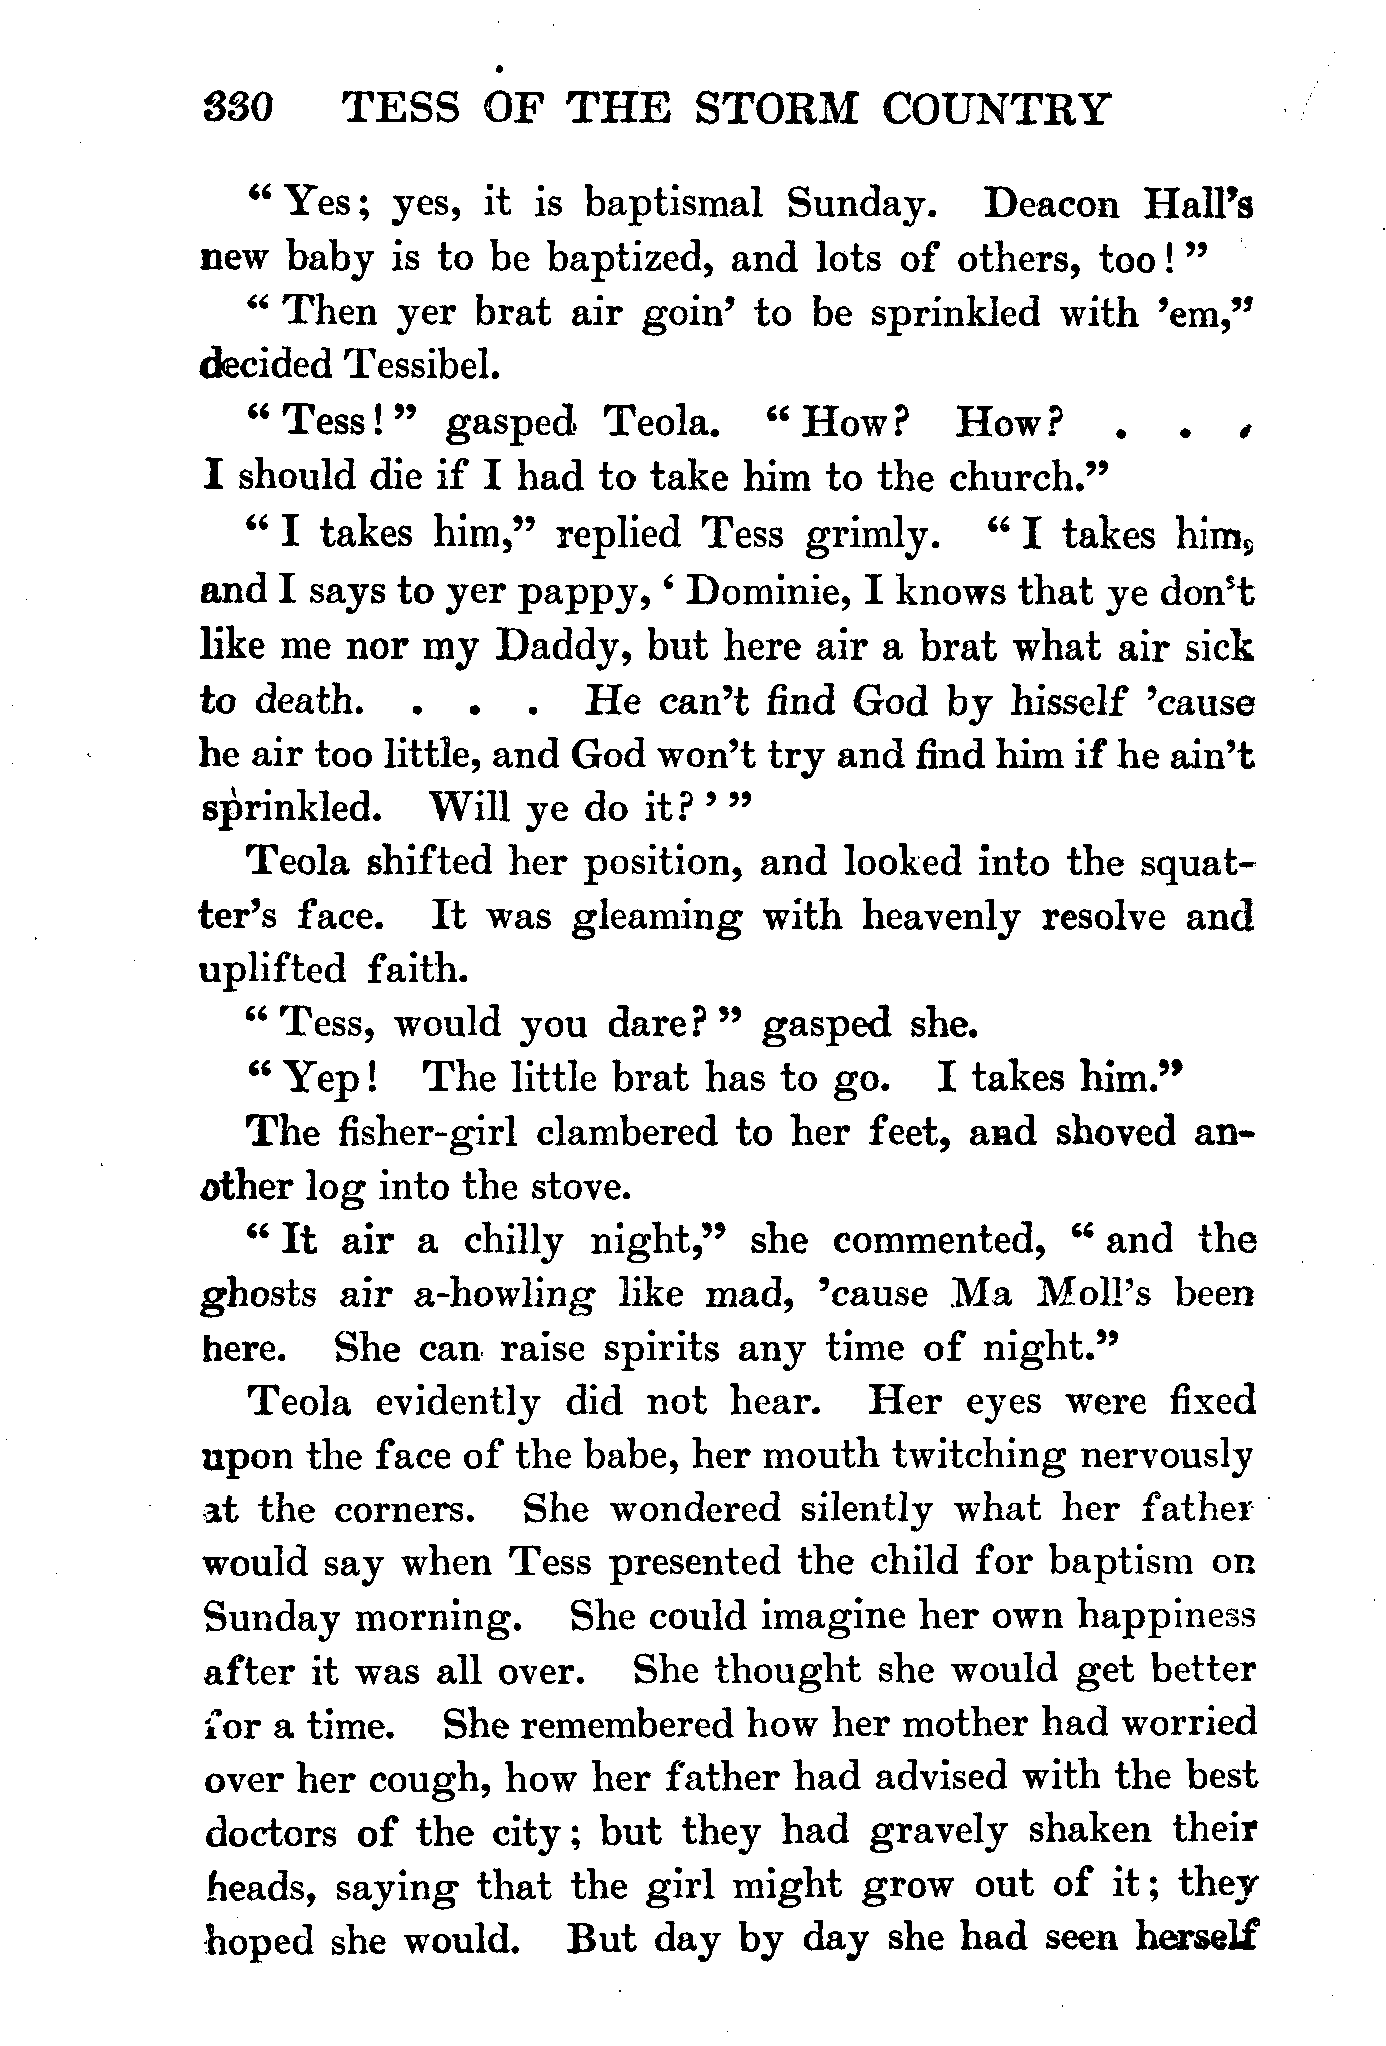 330 TESS OF THE STORM COUNTRY
“Yes; yes, it is baptismal Sunday. Deacon Hall’s
new baby is to be baptized, and lots of others, too!”
“Then yer brat air goin’ to be sprinkled with ’em,”
decided Tessibel.
“Tess!” gasped Teola. “How? How? . . .
I should die if I had to take him to the church.”
“I takes him,” replied Tess grimly. “I takes him,
and I says to yer pappy, ‘Dominie, I knows that ye don’t
like me nor my Daddy, but here air a brat what air sick
to death. . . . He can’t find God by hisself ’cause
he air too little, and God won’t try and find him if he ain’t
sprinkled. Will ye do it?’”
Teola shifted her position, and looked into the squat-
ter’s face. It was gleaming with heavenly resolve and
uplifted faith.
“Tess, would you dare?” gasped she.
“Yep! The little brat has to go. I takes him.”
The fisher-girl clambered to her feet, and shoved an-
other log into the stove.
“It air a chilly night,” she commented, “and the
ghosts air a-howling like mad, ’cause Ma Moll’s been
here. She can raise spirits any time of night.”
Teola evidently did not hear. Her eyes were fixed
upon the face of the babe, her mouth twitching nervously
at the corners. She wondered silently what her father
would say when Tess presented the child for baptism on
Sunday morning. She could imagine her own happiness
after it was all over. She thought she would get better
for a time. She remembered how her mother had worried
over her cough, how her father had advised with the best
doctors of the city; but they had gravely shaken their
heads, saying that the girl might grow out of it; they
hoped she would. But day by day she had seen herself